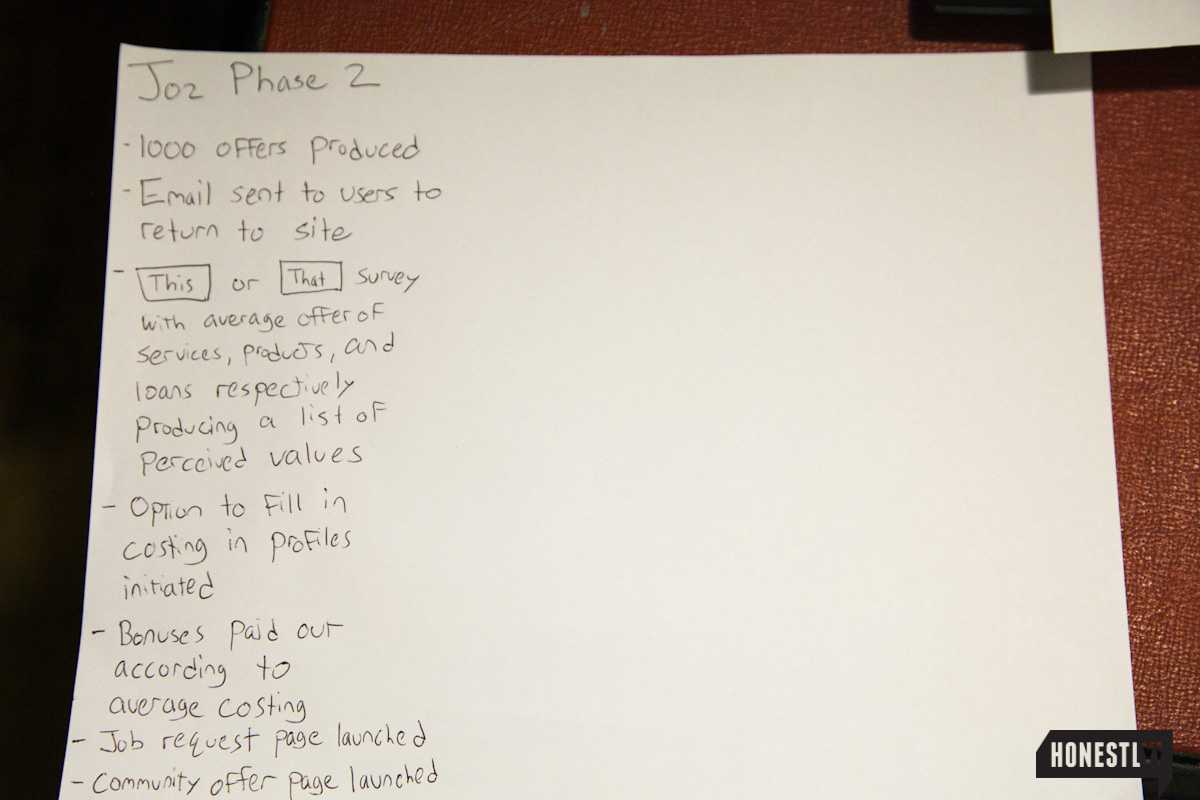 Joz Phase 2
- 1000 offers produced
- Email sent to users to
return to site
- This or That survey
with average offer of
services, products, and
loans respectively
producing a list of
perceived values
- Option to fill in
costing in profiles
initiated
- Bonuses paid out
according to
average costing
- Job request page launched
- Community offer page launched
HONESTLYYI